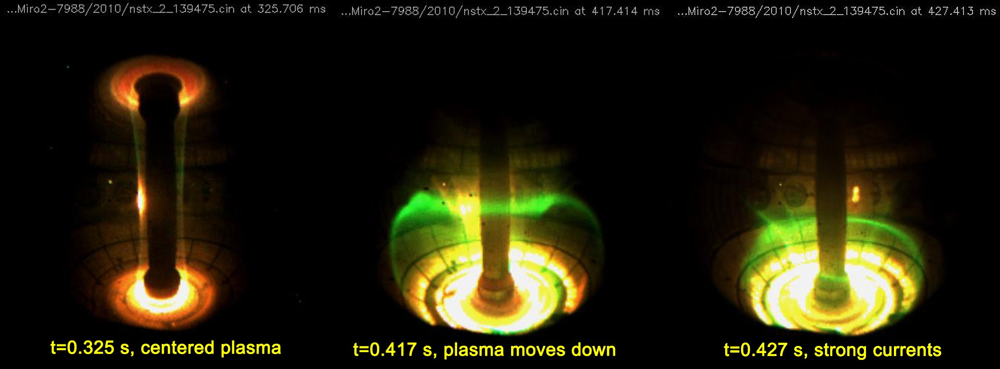 ...Miro2-7988/2010/nstx_2_139475.cin at 325.706 ms
...Miro2-7988/2010/nstx_2_139475.cin at 417.414 ms
...Miro2-7988/2010/nstx_2_139475.cin at 427.413 ms
t=0.325 s, centered plasma
t=0.417 s, plasma moves down
t=0.427 s, strong currents